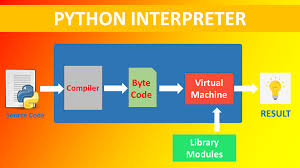 PYTHON INTERPRETER
Source Code
Compiler
Byte
Code
Virtual
Machine
RESULT
Library
Modules